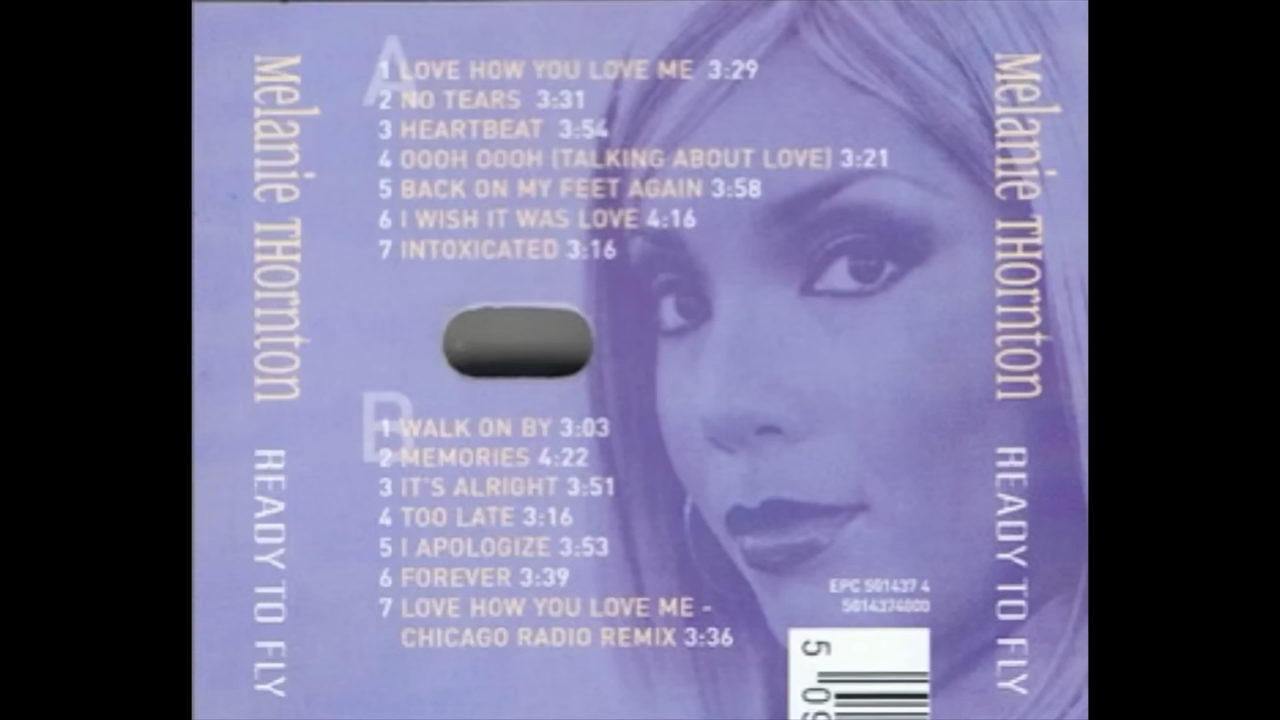 Melanie THornton READY TO FLY
A
1 LOVE HOW YOU LOVE ME 3:29
2 NO TEARS 3:31
3 HEARTBEAT 3:54
4 OOOH OOOH (TALKING ABOUT LOVE) 3:21
5 BACK ON MY FEET AGAIN 3:58
6 I WISH IT WAS LOVE 4:16
7 INTOXICATED 3:16
B
1 WALK ON BY 3:03
2 MEMORIES 4:22
3 IT'S ALRIGHT 3:51
4 TOO LATE 3:16
5 I APOLOGIZE 3:53
6 FOREVER 3:39
7 LOVE HOW YOU LOVE ME -
CHICAGO RADIO REMIX 3:36
EPC 501437 4
5014374000
5 09
Melanie THornton READY TO FLY